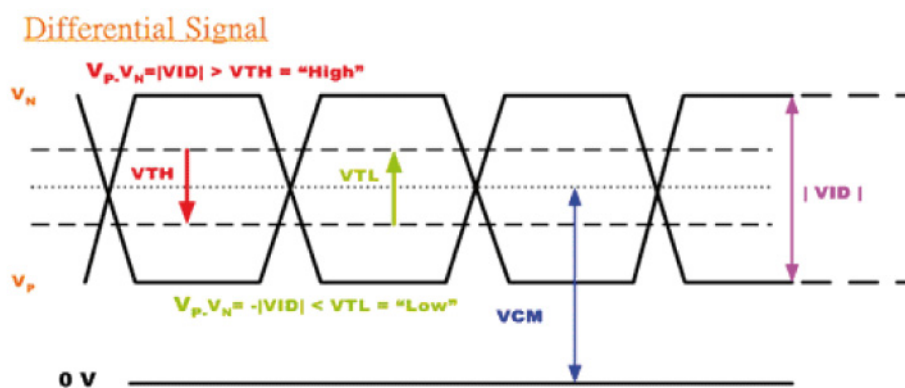 Differential Signal
VP-VN=|VID| > VTH = “High”
VN
VTH
VTL
| VID |
VP
VP-VN= -|VID| < VTL = “Low”
VCM
0 V